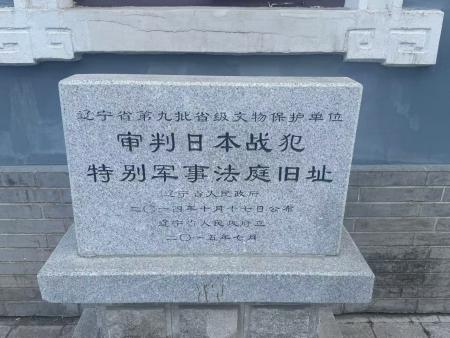 辽宁省第九批省级文物保护单位
审判日本战犯
特别军事法庭旧址
辽宁省人民政府
二〇一四年十月十七日公布
辽宁省人民政府立
二〇一五年七月